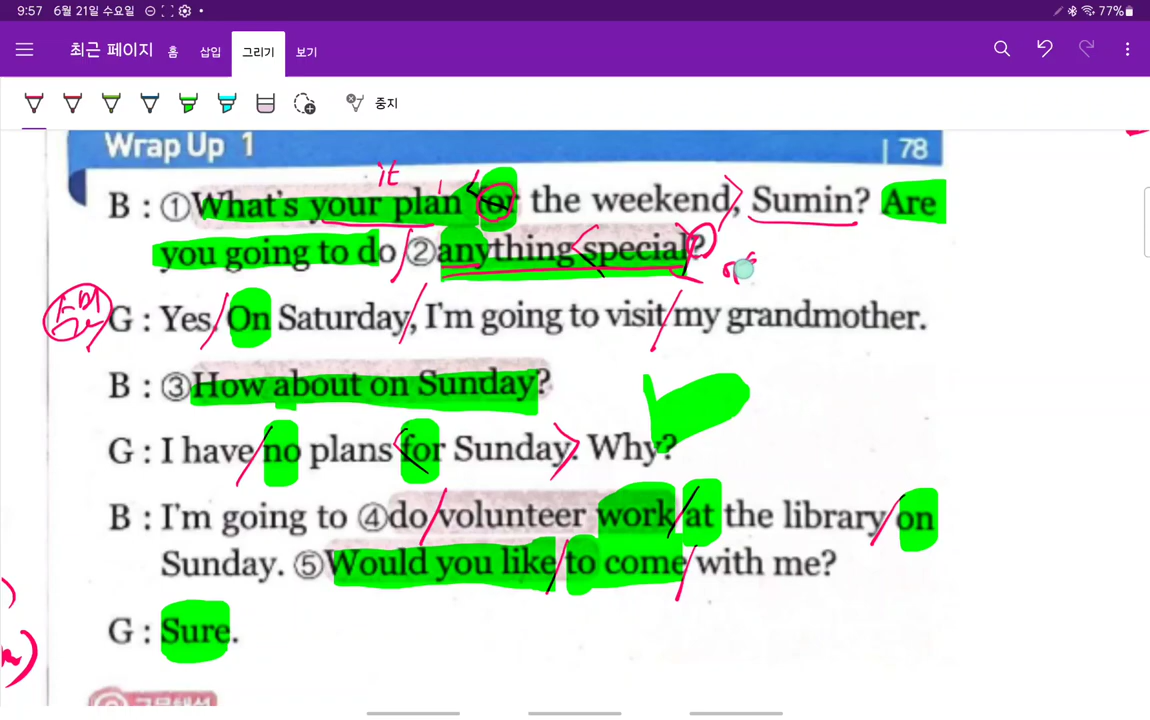 9:57 6월 21일 수요일 77%
최근 페이지 홈 삽입 그리기 보기
중지
Wrap Up 1 | 78
it
B : ①What's your plan for the weekend, Sumin? Are
you going to do ②anything special?
G : Yes. On Saturday, I'm going to visit my grandmother.
B : ③How about on Sunday?
G : I have no plans for Sunday. Why?
B : I'm going to ④do volunteer work at the library on
Sunday. ⑤Would you like to come with me?
G : Sure.